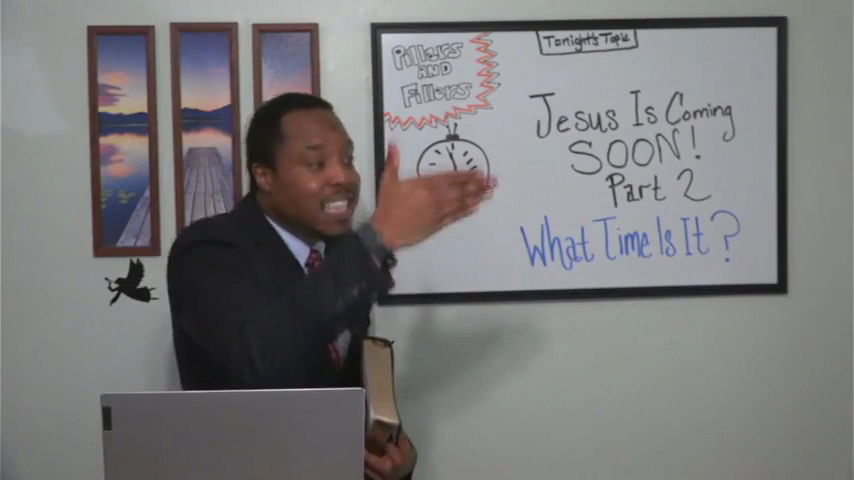 Pillars
AND
Fillers
Tonight's Topic
Jesus Is Coming
SOON!
Part 2
What Time Is It?